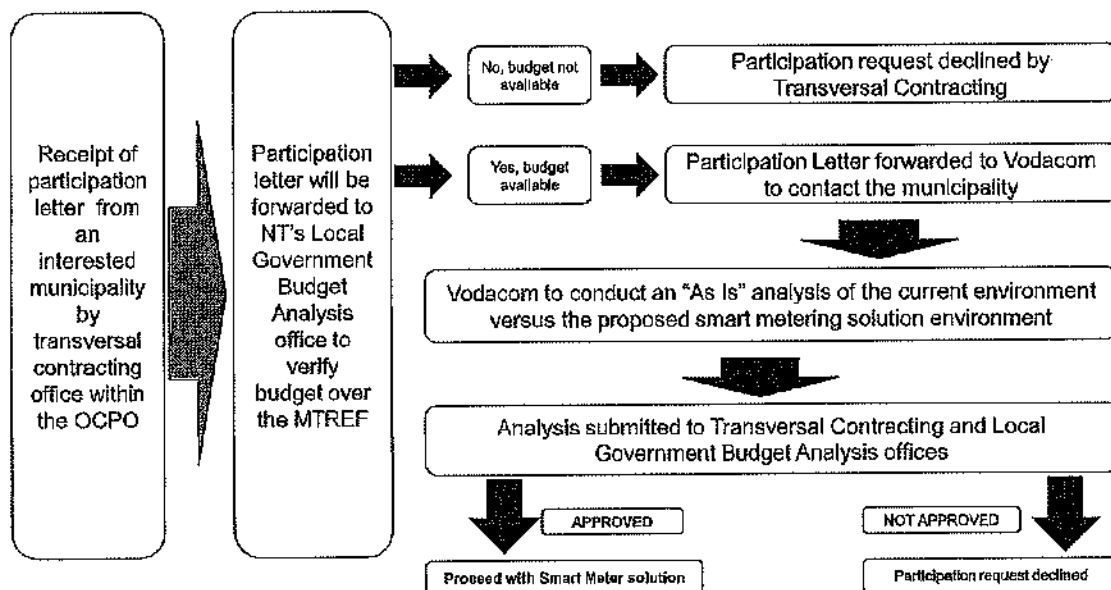 Receipt of
participation
letter from
an
interested
municipality
by
transversal
contracting
office within
the OCPO
Participation
letter will be
forwarded to
NT's Local
Government
Budget
Analysis
office to
verify
budget over
the MTREF
No, budget not
available
Participation request declined by
Transversal Contracting
Yes, budget
available
Participation Letter forwarded to Vodacom
to contact the municipality
Vodacom to conduct an "As Is" analysis of the current environment
versus the proposed smart metering solution environment
Analysis submitted to Transversal Contracting and Local
Government Budget Analysis offices
APPROVED
NOT APPROVED
Proceed with Smart Meter solution
Participation request declined